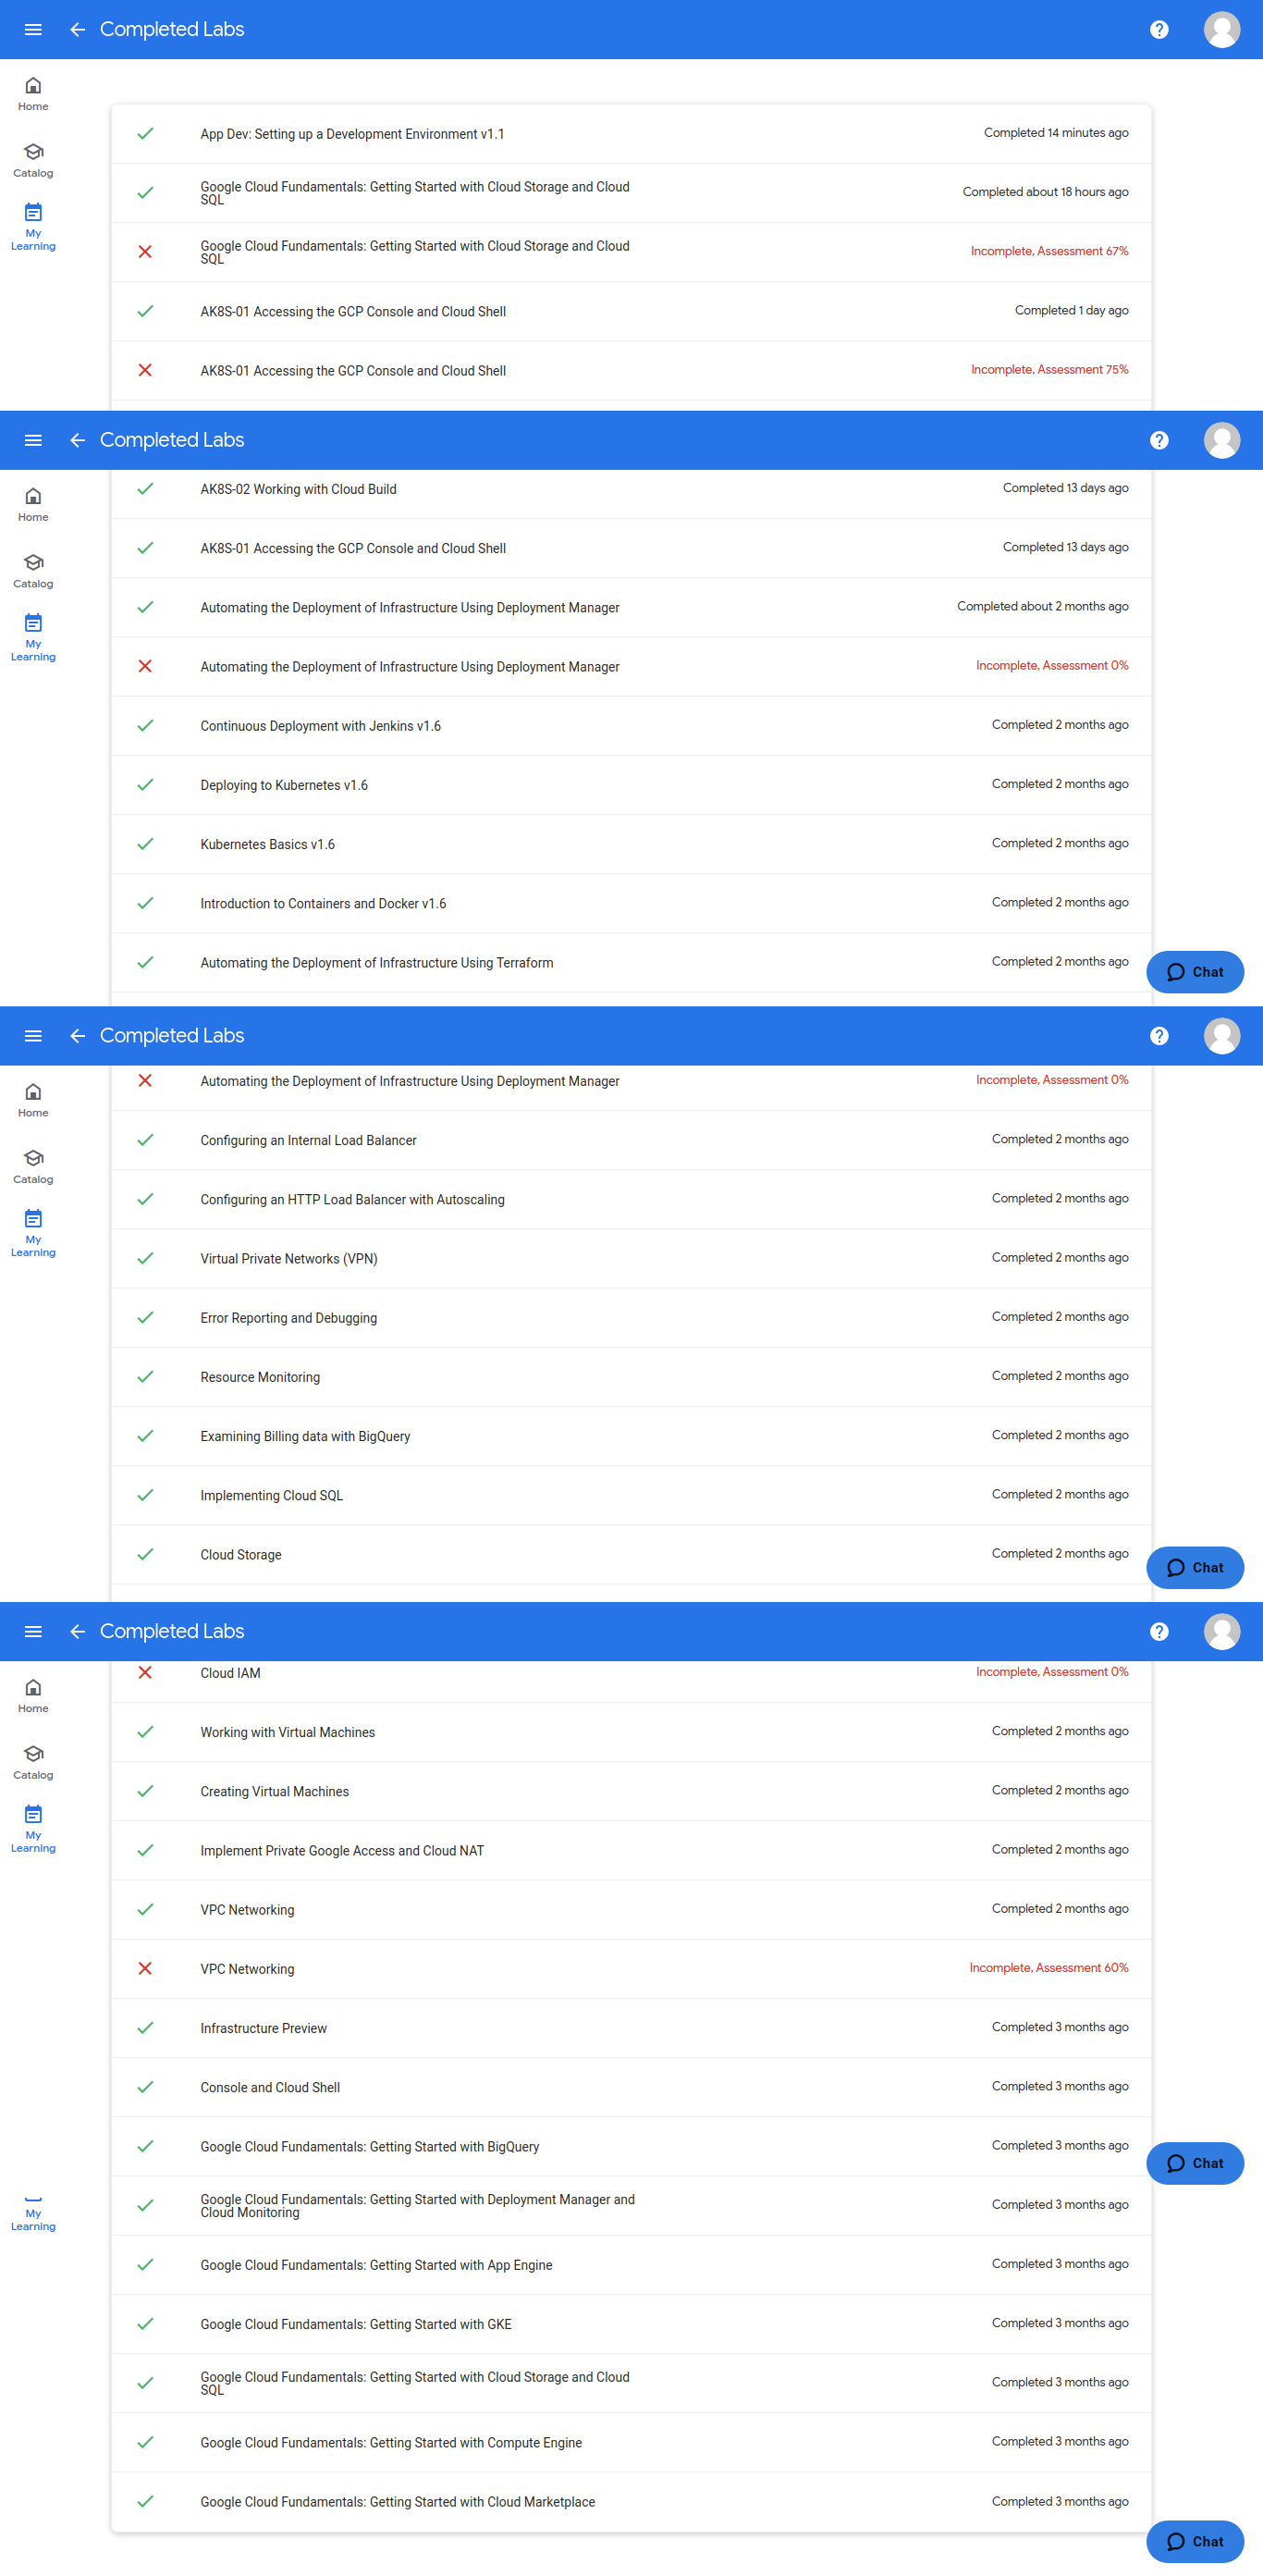 Completed Labs
Home
Catalog
My
Learning
App Dev: Setting up a Development Environment v1.1
Completed 14 minutes ago
Google Cloud Fundamentals: Getting Started with Cloud Storage and Cloud
SQL
Completed about 18 hours ago
Google Cloud Fundamentals: Getting Started with Cloud Storage and Cloud
SQL
Incomplete, Assessment 67%
AK8S-01 Accessing the GCP Console and Cloud Shell
Completed 1 day ago
AK8S-01 Accessing the GCP Console and Cloud Shell
Incomplete, Assessment 75%
Completed Labs
Home
Catalog
My
Learning
AK8S-02 Working with Cloud Build
Completed 13 days ago
AK8S-01 Accessing the GCP Console and Cloud Shell
Completed 13 days ago
Automating the Deployment of Infrastructure Using Deployment Manager
Completed about 2 months ago
Automating the Deployment of Infrastructure Using Deployment Manager
Incomplete, Assessment 0%
Continuous Deployment with Jenkins v1.6
Completed 2 months ago
Deploying to Kubernetes v1.6
Completed 2 months ago
Kubernetes Basics v1.6
Completed 2 months ago
Introduction to Containers and Docker v1.6
Completed 2 months ago
Automating the Deployment of Infrastructure Using Terraform
Completed 2 months ago
Chat
Completed Labs
Home
Catalog
My
Learning
Automating the Deployment of Infrastructure Using Deployment Manager
Incomplete, Assessment 0%
Configuring an Internal Load Balancer
Completed 2 months ago
Configuring an HTTP Load Balancer with Autoscaling
Completed 2 months ago
Virtual Private Networks (VPN)
Completed 2 months ago
Error Reporting and Debugging
Completed 2 months ago
Resource Monitoring
Completed 2 months ago
Examining Billing data with BigQuery
Completed 2 months ago
Implementing Cloud SQL
Completed 2 months ago
Cloud Storage
Completed 2 months ago
Chat
Completed Labs
Home
Catalog
My
Learning
Cloud IAM
Incomplete, Assessment 0%
Working with Virtual Machines
Completed 2 months ago
Creating Virtual Machines
Completed 2 months ago
Implement Private Google Access and Cloud NAT
Completed 2 months ago
VPC Networking
Completed 2 months ago
VPC Networking
Incomplete, Assessment 60%
Infrastructure Preview
Completed 3 months ago
Console and Cloud Shell
Completed 3 months ago
Google Cloud Fundamentals: Getting Started with BigQuery
Completed 3 months ago
Chat
My
Learning
Google Cloud Fundamentals: Getting Started with Deployment Manager and
Cloud Monitoring
Completed 3 months ago
Google Cloud Fundamentals: Getting Started with App Engine
Completed 3 months ago
Google Cloud Fundamentals: Getting Started with GKE
Completed 3 months ago
Google Cloud Fundamentals: Getting Started with Cloud Storage and Cloud
SQL
Completed 3 months ago
Google Cloud Fundamentals: Getting Started with Compute Engine
Completed 3 months ago
Google Cloud Fundamentals: Getting Started with Cloud Marketplace
Completed 3 months ago
Chat